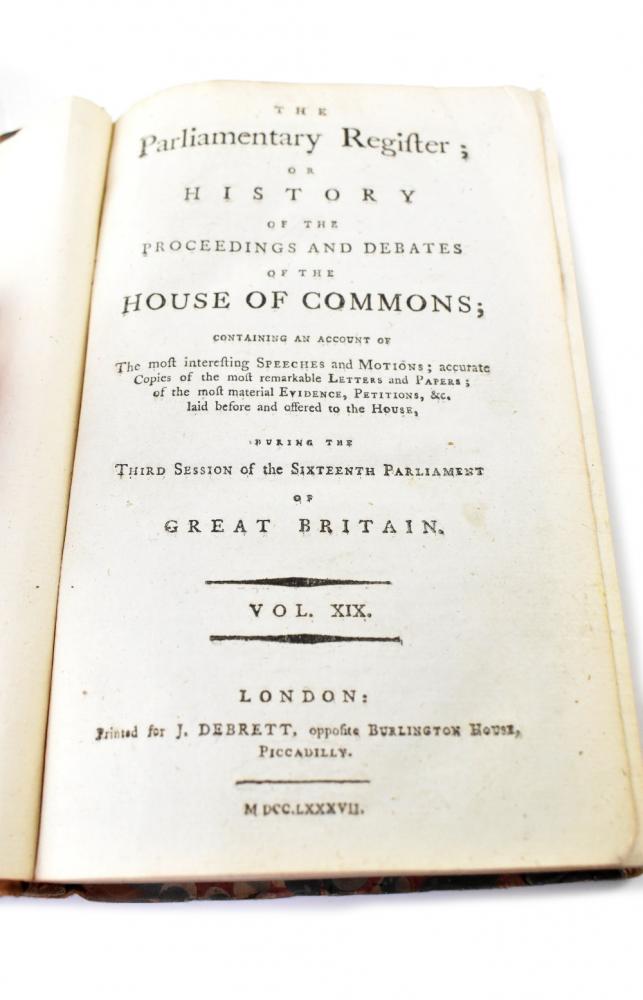 THE
Parliamentary Regiſter;
OR
HISTORY
OF THE
PROCEEDINGS AND DEBATES
OF THE
HOUSE OF COMMONS;
CONTAINING AN ACCOUNT OF
The moſt intereſting SPEECHES and MOTIONS; accurate
Copies of the moſt remarkable LETTERS and PAPERS;
of the moſt material EVIDENCE, PETITIONS, &c.
laid before and offered to the HOUSE,
DURING THE
THIRD SESSION of the SIXTEENTH PARLIAMENT
OF
GREAT BRITAIN.
VOL. XIX.
LONDON:
Printed for J. DEBRETT, oppoſite BURLINGTON HOUSE,
PICCADILLY.
M DCC.LXXXVII.